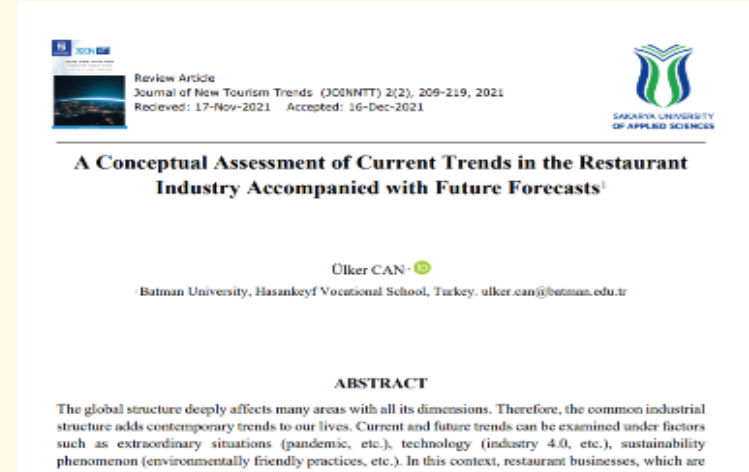 Review Article
Journal of New Tourism Trends (JOINNTT) 2(2), 209-219, 2021
Recieved: 17-Nov-2021 Accepted: 16-Dec-2021
SAKARYA UNIVERSITY
OF APPLIED SCIENCES
A Conceptual Assessment of Current Trends in the Restaurant
Industry Accompanied with Future Forecasts¹
Ülker CAN
Batman University, Hasankeyf Vocational School, Turkey. ulker.can@batman.edu.tr
ABSTRACT
The global structure deeply affects many areas with all its dimensions. Therefore, the common industrial
structure adds contemporary trends to our lives. Current and future trends can be examined under factors
such as extraordinary situations (pandemic, etc.), technology (industry 4.0, etc.), sustainability
phenomenon (environmentally friendly practices, etc.). In this context, restaurant businesses, which are